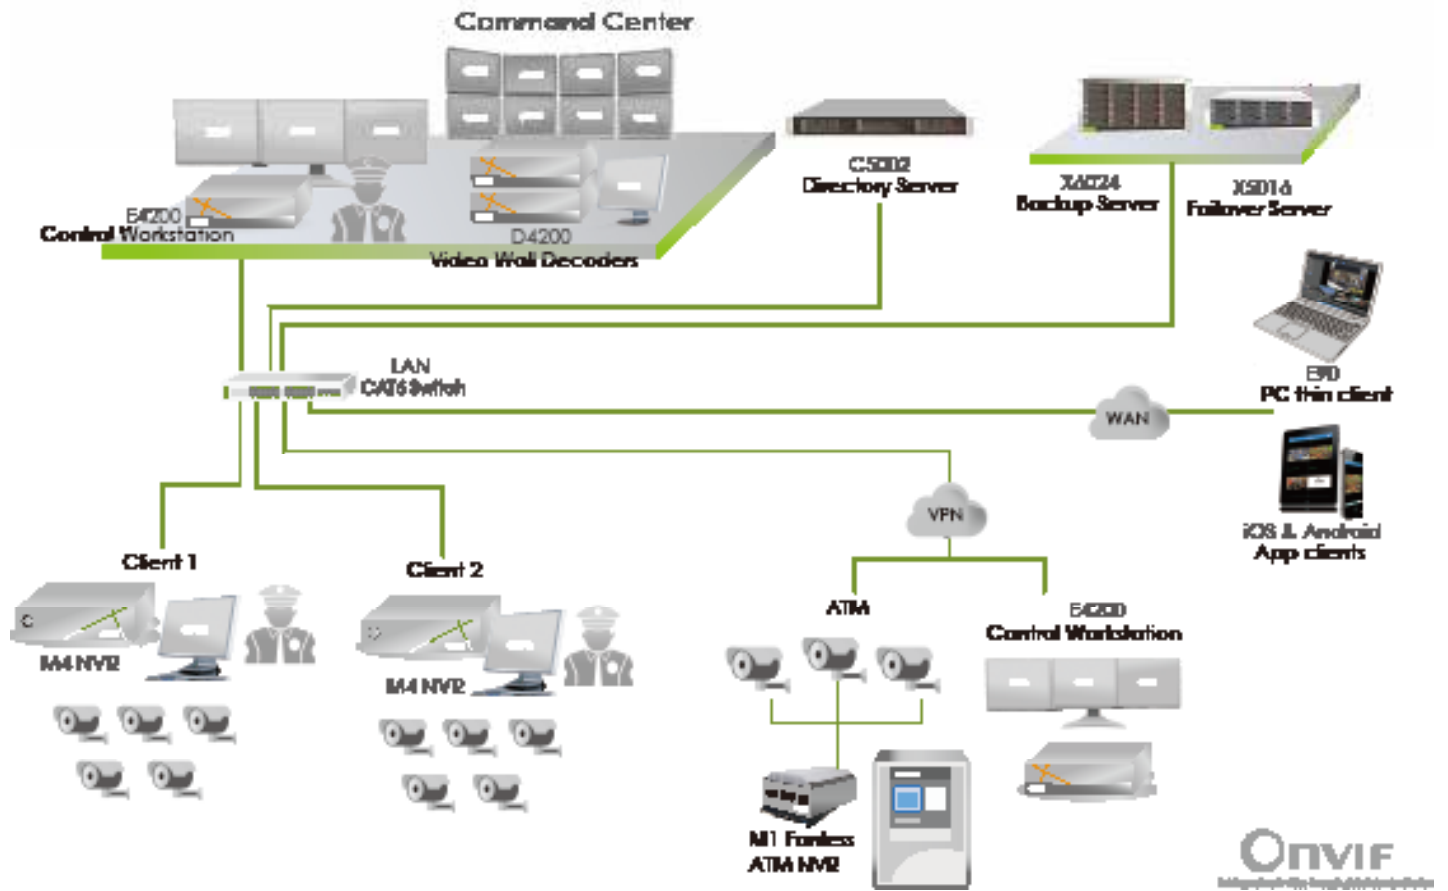 Command Center
E4200
Control Workstation
D4200
Video Wall Decoders
C5002
Directory Server
X6024
Backup Server
X5016
Failover Server
LAN
CAT6 Switch
E90
PC thin client
WAN
iOS & Android
App clients
VPN
Client 1
M4 NVR
Client 2
M4 NVR
ATM
E4200
Control Workstation
M1 Fanless
ATM NVR
ONVIF